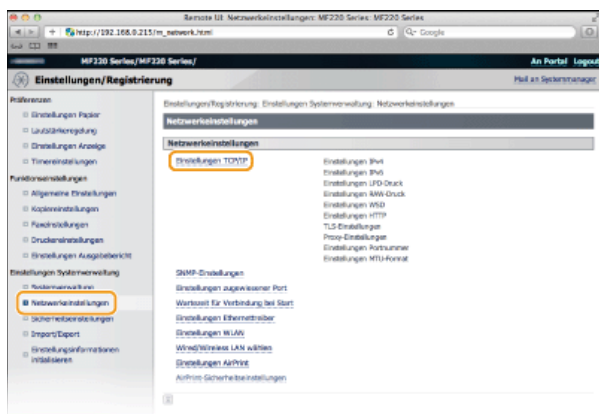 Remote UI: Netzwerkeinstellungen: MF220 Series: MF220 Series
http://192.168.0.215/m_network.html
Google
MF220 Series/MF220 Series/
An Portal Logout
Einstellungen/Registrierung
Mail an Systemmanager
Präferenzen
Einstellungen Papier
Lautstärkeregelung
Einstellungen Anzeige
Timereinstellungen
Funktionseinstellungen
Allgemeine Einstellungen
Kopiereinstellungen
Faxeinstellungen
Druckereinstellungen
Einstellungen Ausgabebericht
Einstellungen Systemverwaltung
Systemverwaltung
Netzwerkeinstellungen
Sicherheitseinstellungen
Import/Export
Einstellungsinformationen
initialisieren
Einstellungen/Registrierung: Einstellungen Systemverwaltung: Netzwerkeinstellungen
Netzwerkeinstellungen
Netzwerkeinstellungen
Einstellungen TCP/IP
Einstellungen IPv4
Einstellungen IPv6
Einstellungen LPD-Druck
Einstellungen RAW-Druck
Einstellungen WSD
Einstellungen HTTP
TLS-Einstellungen
Proxy-Einstellungen
Einstellungen Portnummer
Einstellungen MTU-Format
SNMP-Einstellungen
Einstellungen zugewiesener Port
Wartezeit für Verbindung bei Start
Einstellungen Ethernettreiber
Einstellungen WLAN
Wired/Wireless LAN wählen
Einstellungen AirPrint
AirPrint-Sicherheitseinstellungen